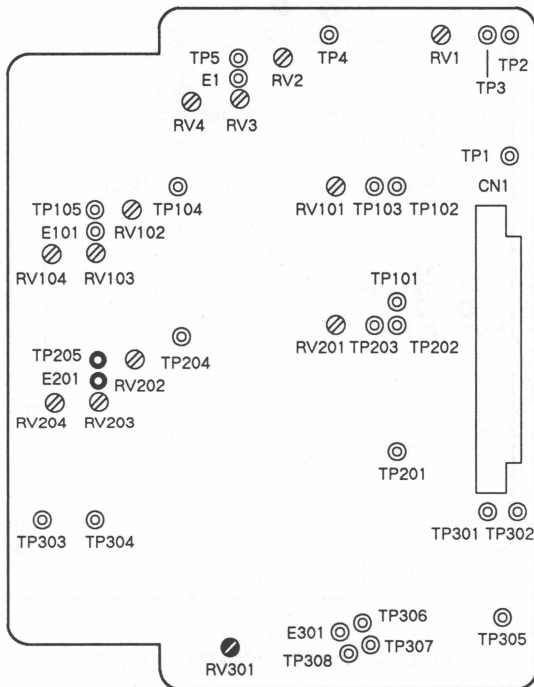 TP5
TP4
RV1
TP2
E1
RV2
TP3
RV4
RV3
TP1
CN1
TP105
TP104
RV101
TP103
TP102
E101
RV102
RV104
RV103
TP101
TP205
TP204
RV201
TP203
TP202
E201
RV202
RV204
RV203
TP201
TP303
TP304
TP301
TP302
TP306
TP305
E301
TP307
TP308
RV301